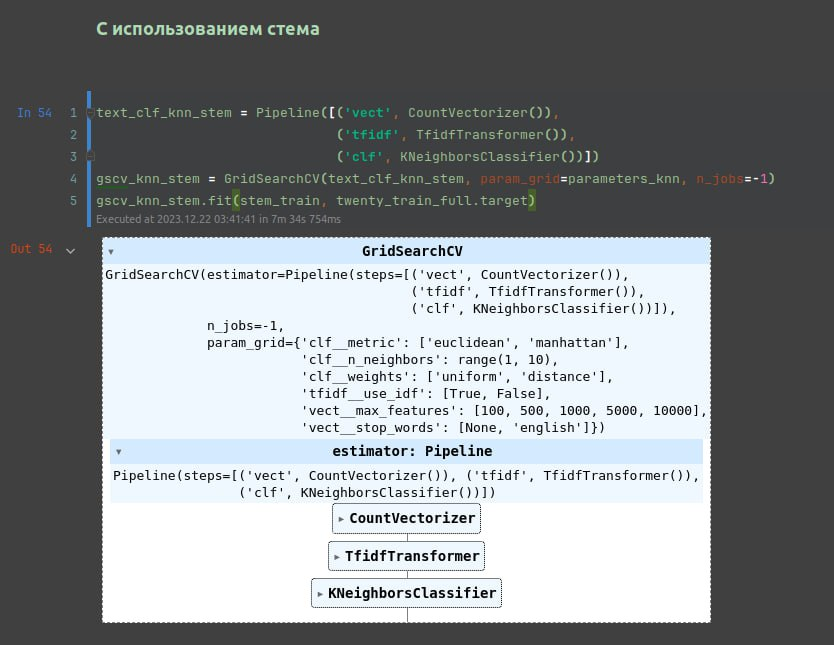 С использованием стема
In 54 1 text_clf_knn_stem = Pipeline([('vect', CountVectorizer()),
2 ('tfidf', TfidfTransformer()),
3 ('clf', KNeighborsClassifier())])
4 gscv_knn_stem = GridSearchCV(text_clf_knn_stem, param_grid=parameters_knn, n_jobs=-1)
5 gscv_knn_stem.fit(stem_train, twenty_train_full.target)
Executed at 2023.12.22 03:41:41 in 7m 34s 754ms
Out 54
GridSearchCV
GridSearchCV(estimator=Pipeline(steps=[('vect', CountVectorizer()),
('tfidf', TfidfTransformer()),
('clf', KNeighborsClassifier())]),
n_jobs=-1,
param_grid={'clf__metric': ['euclidean', 'manhattan'],
'clf__n_neighbors': range(1, 10),
'clf__weights': ['uniform', 'distance'],
'tfidf__use_idf': [True, False],
'vect__max_features': [100, 500, 1000, 5000, 10000],
'vect__stop_words': [None, 'english']})
estimator: Pipeline
Pipeline(steps=[('vect', CountVectorizer()), ('tfidf', TfidfTransformer()),
('clf', KNeighborsClassifier())])
CountVectorizer
TfidfTransformer
KNeighborsClassifier